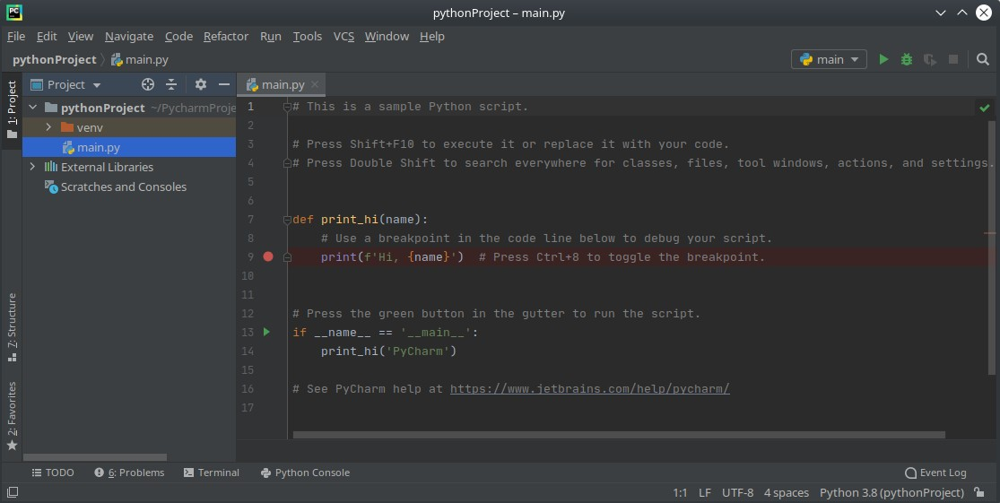 PC
pythonProject – main.py
File Edit View Navigate Code Refactor Run Tools VCS Window Help
pythonProject main.py
main
1: Project
Project
pythonProject ~/PycharmProje
venv
main.py
External Libraries
Scratches and Consoles
7: Structure
2: Favorites
main.py
1 # This is a sample Python script.
2
3 # Press Shift+F10 to execute it or replace it with your code.
4 # Press Double Shift to search everywhere for classes, files, tool windows, actions, and settings.
5
6
7 def print_hi(name):
8 # Use a breakpoint in the code line below to debug your script.
9 print(f'Hi, {name}') # Press Ctrl+8 to toggle the breakpoint.
10
11
12 # Press the green button in the gutter to run the script.
13 if __name__ == '__main__':
14 print_hi('PyCharm')
15
16 # See PyCharm help at https://www.jetbrains.com/help/pycharm/
17
TODO 6: Problems Terminal Python Console Event Log
1:1 LF UTF-8 4 spaces Python 3.8 (pythonProject)